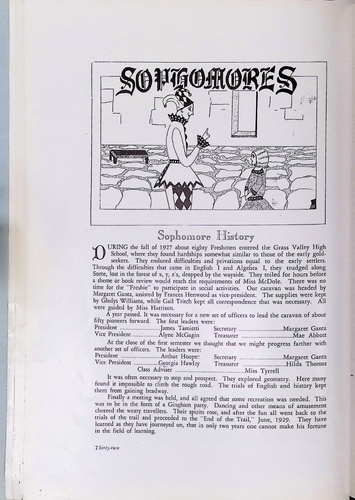 SOPHOMORES
Sophomore History
DURING the fall of 1927 about eighty Freshmen entered the Grass Valley High
School, where they found hardships somewhat similar to those of the early gold-
seekers. They endured difficulties and privations equal to the early settlers.
Through the difficulties that came in English I and Algebra I, they trudged along
Some, lost in the forest of x, y, z's, dropped by the wayside. They toiled for hours before
a theme or book review would reach the requirements of Miss McDole. There was no
time for the "Freshie" to participate in social activities. Our caravan was headed by
Margaret Gantz, assisted by Frances Henwood as vice-president. The supplies were kept
by Gladys Williams, while Gail Tritch kept all correspondence that was necessary. All
were guided by Miss Harrison.
A year passed. It was necessary for a new set of officers to lead the caravan of about
fifty pioneers forward. The first leaders were:
President James Tamietti Secretary Margaret Gantz
Vice President Alyce McGagin Treasurer Mae Abbott
At the close of the first semester we thought that we might progress farther with
another set of officers. The leaders were:
President Arthur Hooper Secretary Margaret Gantz
Vice President Georgia Hawley Treasurer Hilda Thomas
Class Adviser Miss Tyrrell
It was often necessary to stop and prospect. They explored geometry. Here many
found it impossible to climb the rough road. The trials of English and history kept
them from gaining headway.
Finally a meeting was held, and all agreed that some recreation was needed. This
was to be in the form of a Gingham party. Dancing and other means of amusement
cheered the weary travellers. Their spirits rose, and after the fun all went back to the
trials of the trail and proceeded to the "End of the Trail," June, 1929. They have
learned as they have journeyed on, that in only two years one cannot make his fortune
in the field of learning.
Thirty-two